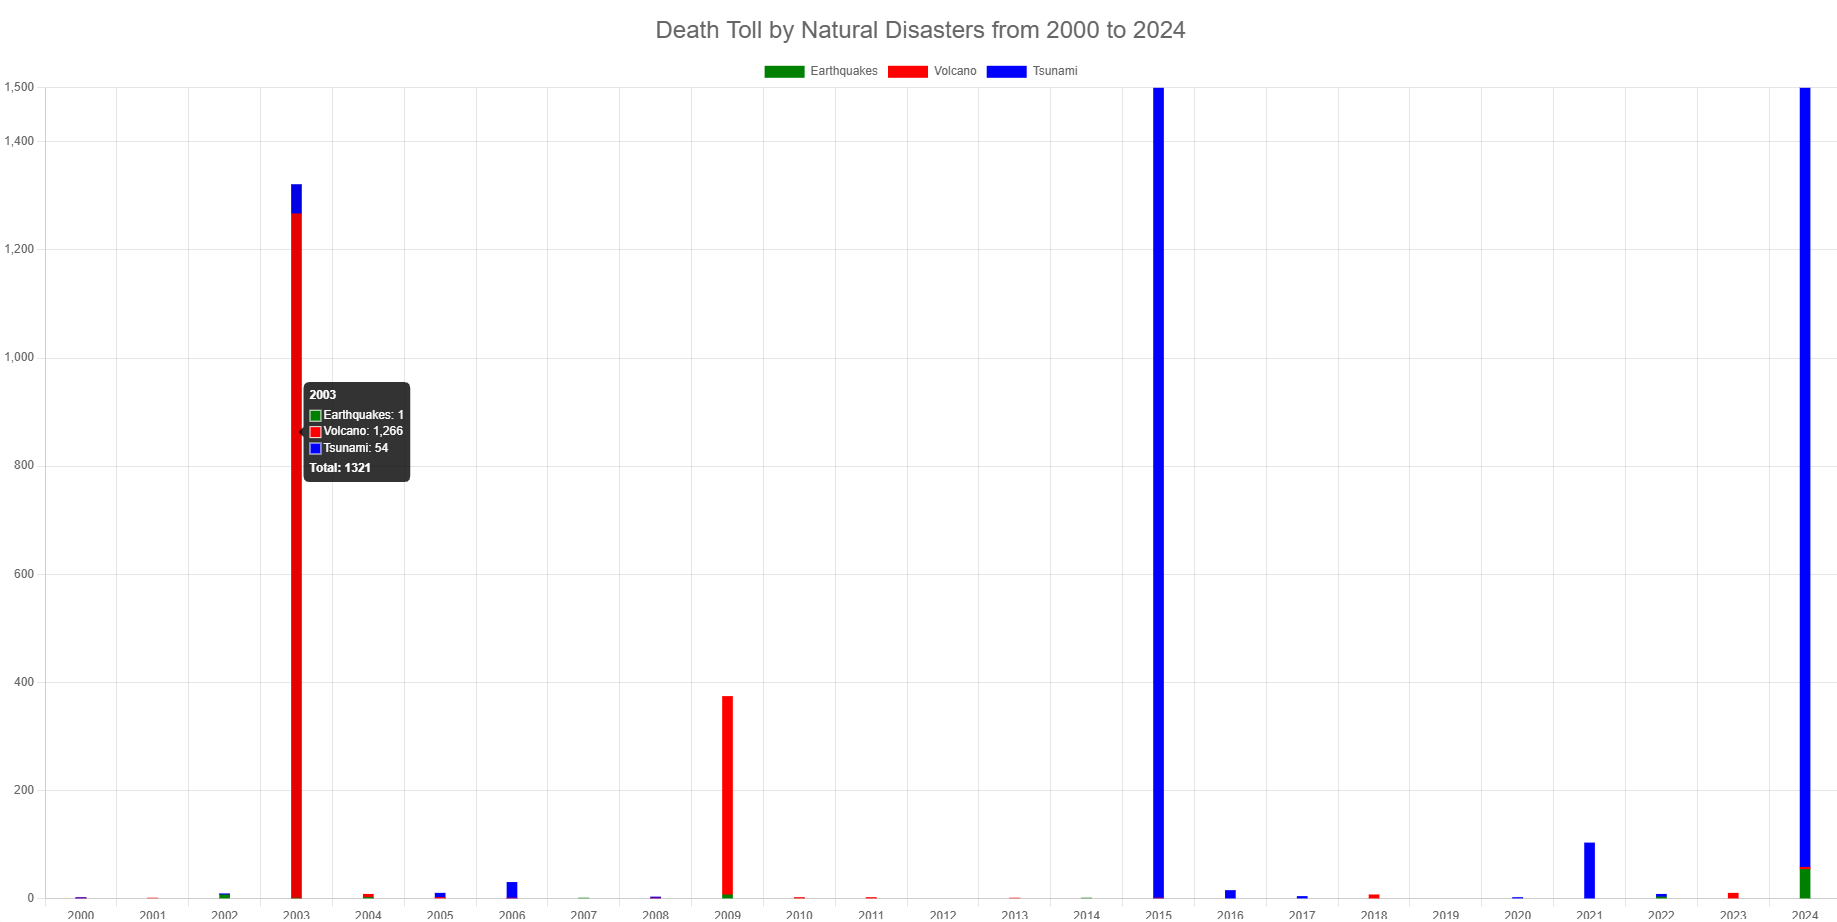 Death Toll by Natural Disasters from 2000 to 2024
Earthquakes Volcano Tsunami
1,500
1,400
1,200
1,000
800
600
400
200
0
2003
Earthquakes: 1
Volcano: 1,266
Tsunami: 54
Total: 1321
2000 2001 2002 2003 2004 2005 2006 2007 2008 2009 2010 2011 2012 2013 2014 2015 2016 2017 2018 2019 2020 2021 2022 2023 2024